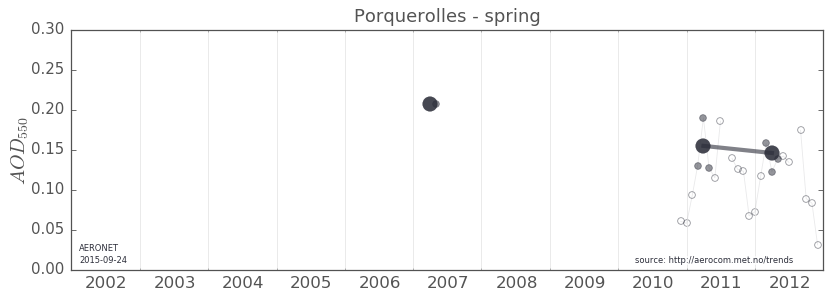 Porquerolles - spring
0.30
0.25
0.20
0.15
0.10
0.05
0.00
AOD550
AERONET
2015-09-24
source: http://aerocom.met.no/trends
2002 2003 2004 2005 2006 2007 2008 2009 2010 2011 2012